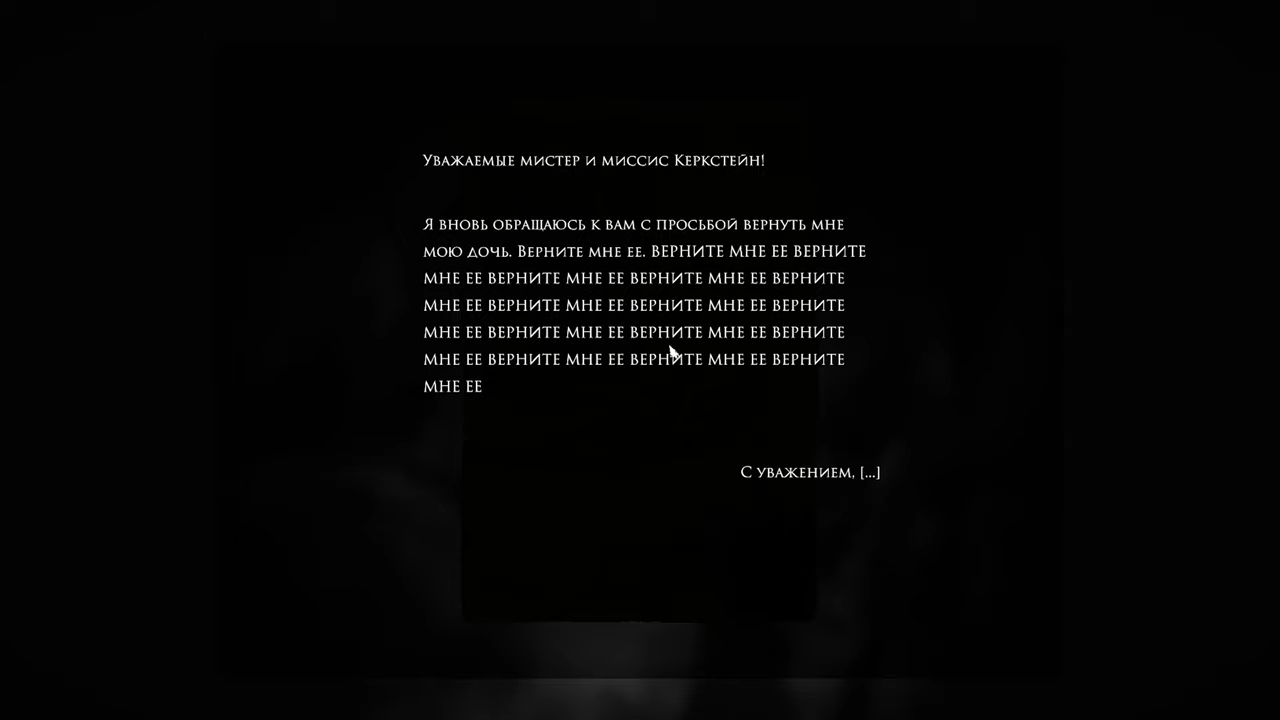 Уважаемые мистер и миссис Керкстейн!
Я вновь обращаюсь к вам с просьбой вернуть мне
мою дочь. Верните мне ее. ВЕРНИТЕ МНЕ ЕЕ ВЕРНИТЕ
МНЕ ЕЕ ВЕРНИТЕ МНЕ ЕЕ ВЕРНИТЕ МНЕ ЕЕ ВЕРНИТЕ
МНЕ ЕЕ ВЕРНИТЕ МНЕ ЕЕ ВЕРНИТЕ МНЕ ЕЕ ВЕРНИТЕ
МНЕ ЕЕ ВЕРНИТЕ МНЕ ЕЕ ВЕРНИТЕ МНЕ ЕЕ ВЕРНИТЕ
МНЕ ЕЕ ВЕРНИТЕ МНЕ ЕЕ ВЕРНИТЕ МНЕ ЕЕ ВЕРНИТЕ
МНЕ ЕЕ
С уважением, [...]